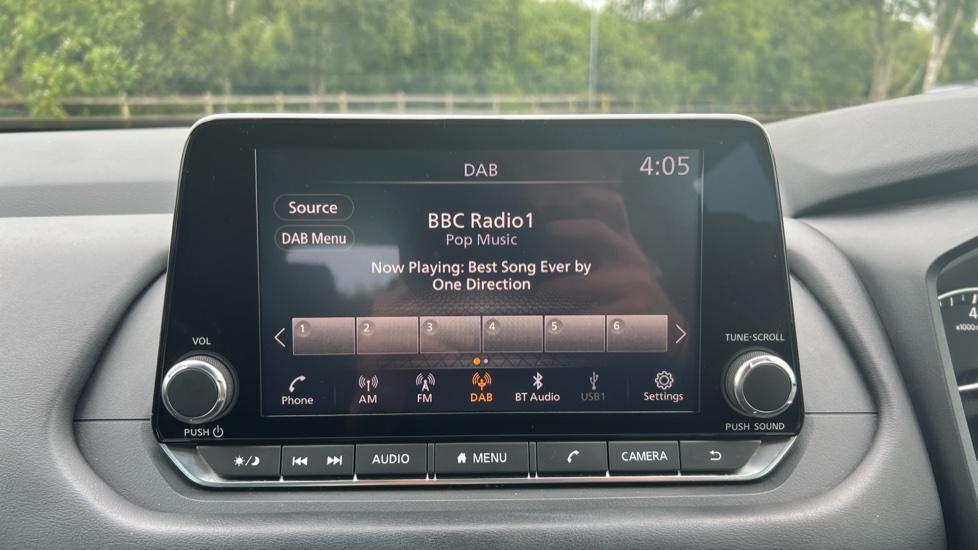 DAB
4:05
Source
DAB Menu
BBC Radio1
Pop Music
Now Playing: Best Song Ever by
One Direction
1 2 3 4 5 6
Phone AM FM DAB BT Audio USB1 Settings
VOL
PUSH
TUNE·SCROLL
PUSH SOUND
AUDIO MENU CAMERA
4
x1000r